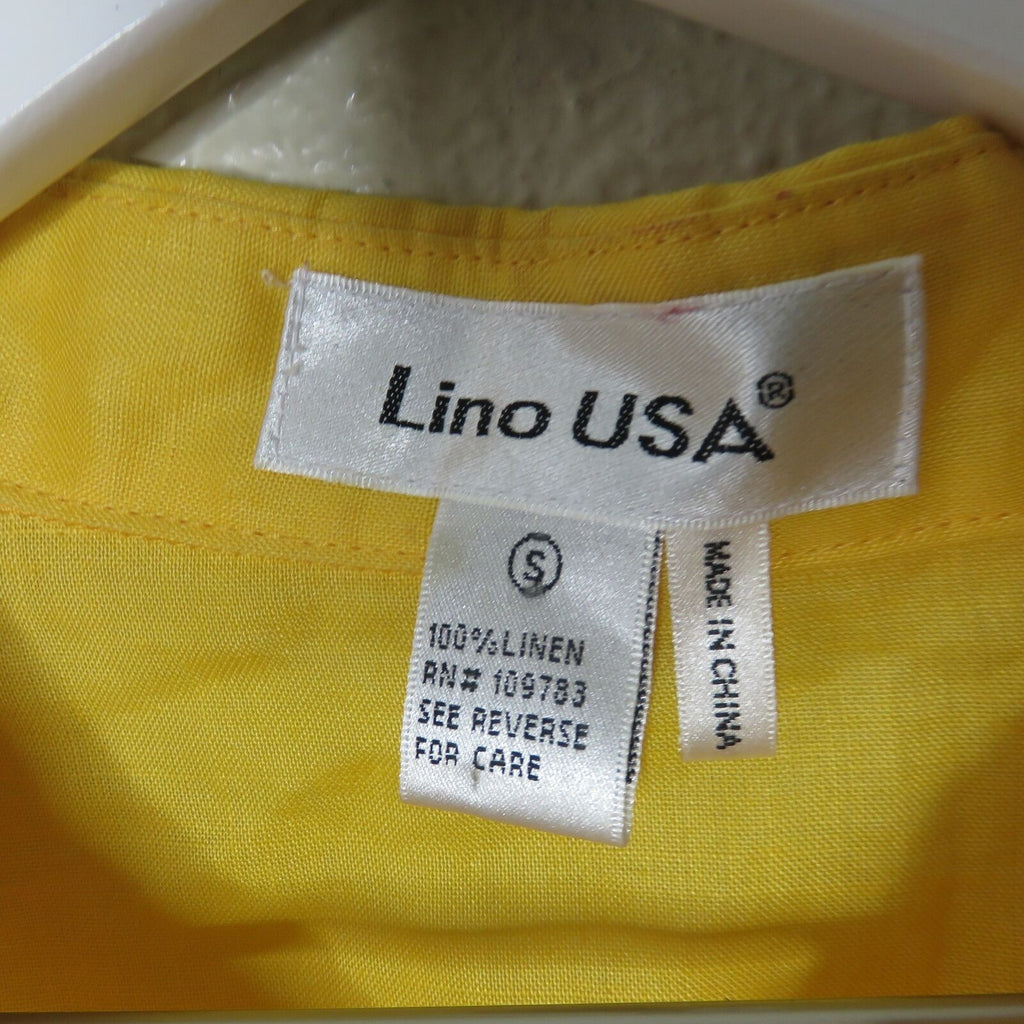 Lino USA®
S
100%LINEN
RN# 109783
SEE REVERSE
FOR CARE
MADE IN CHINA